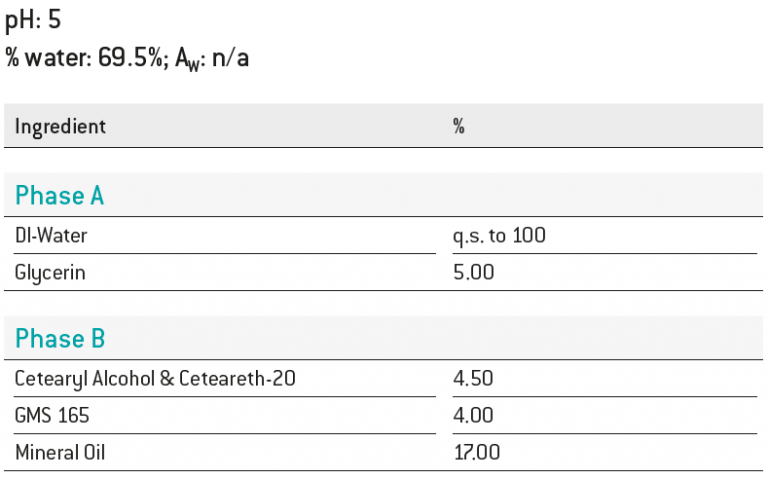 pH: 5
% water: 69.5%; Aw: n/a
Ingredient %
Phase A
DI-Water q.s. to 100
Glycerin 5.00
Phase B
Cetearyl Alcohol & Ceteareth-20 4.50
GMS 165 4.00
Mineral Oil 17.00